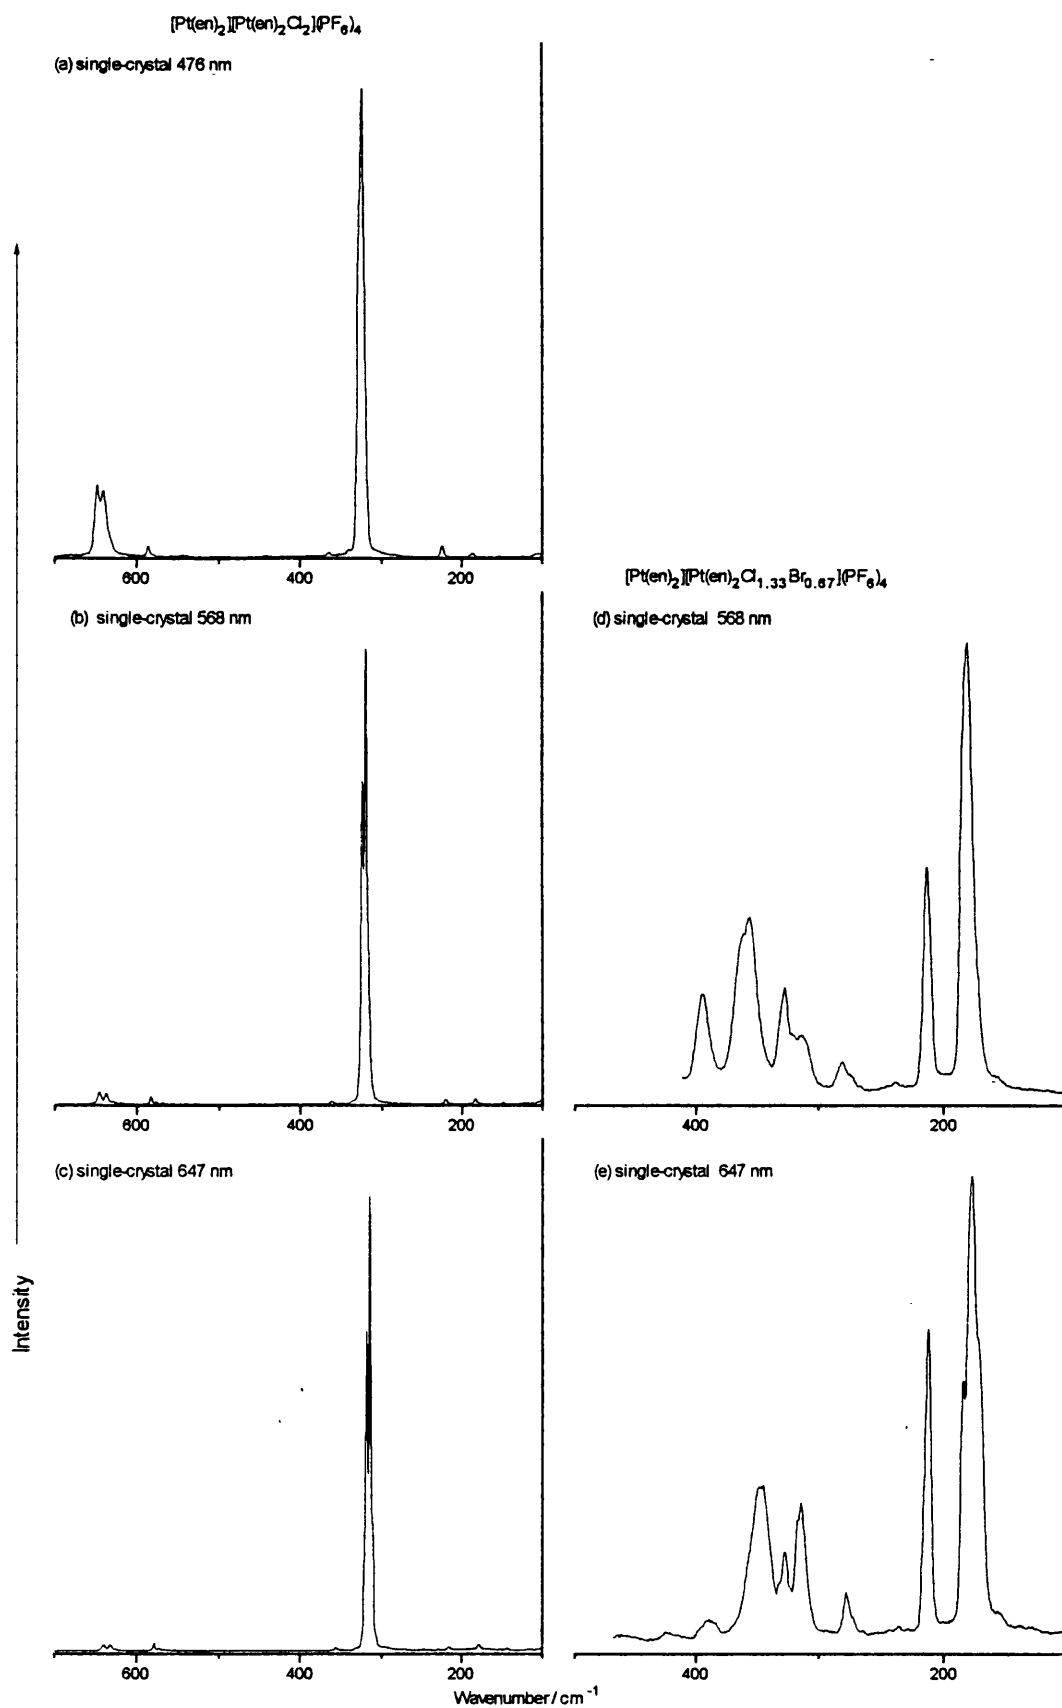 [Pt(en)₂][Pt(en)₂Cl₂](PF₆)₄
(a) single-crystal 476 nm
600 400 200
[Pt(en)₂][Pt(en)₂Cl₁.₃₃Br₀.₆₇](PF₆)₄
(b) single-crystal 568 nm
(d) single-crystal 568 nm
600 400 200
400 200
(c) single-crystal 647 nm
(e) single-crystal 647 nm
Intensity
600 400 200
400 200
Wavenumber / cm⁻¹